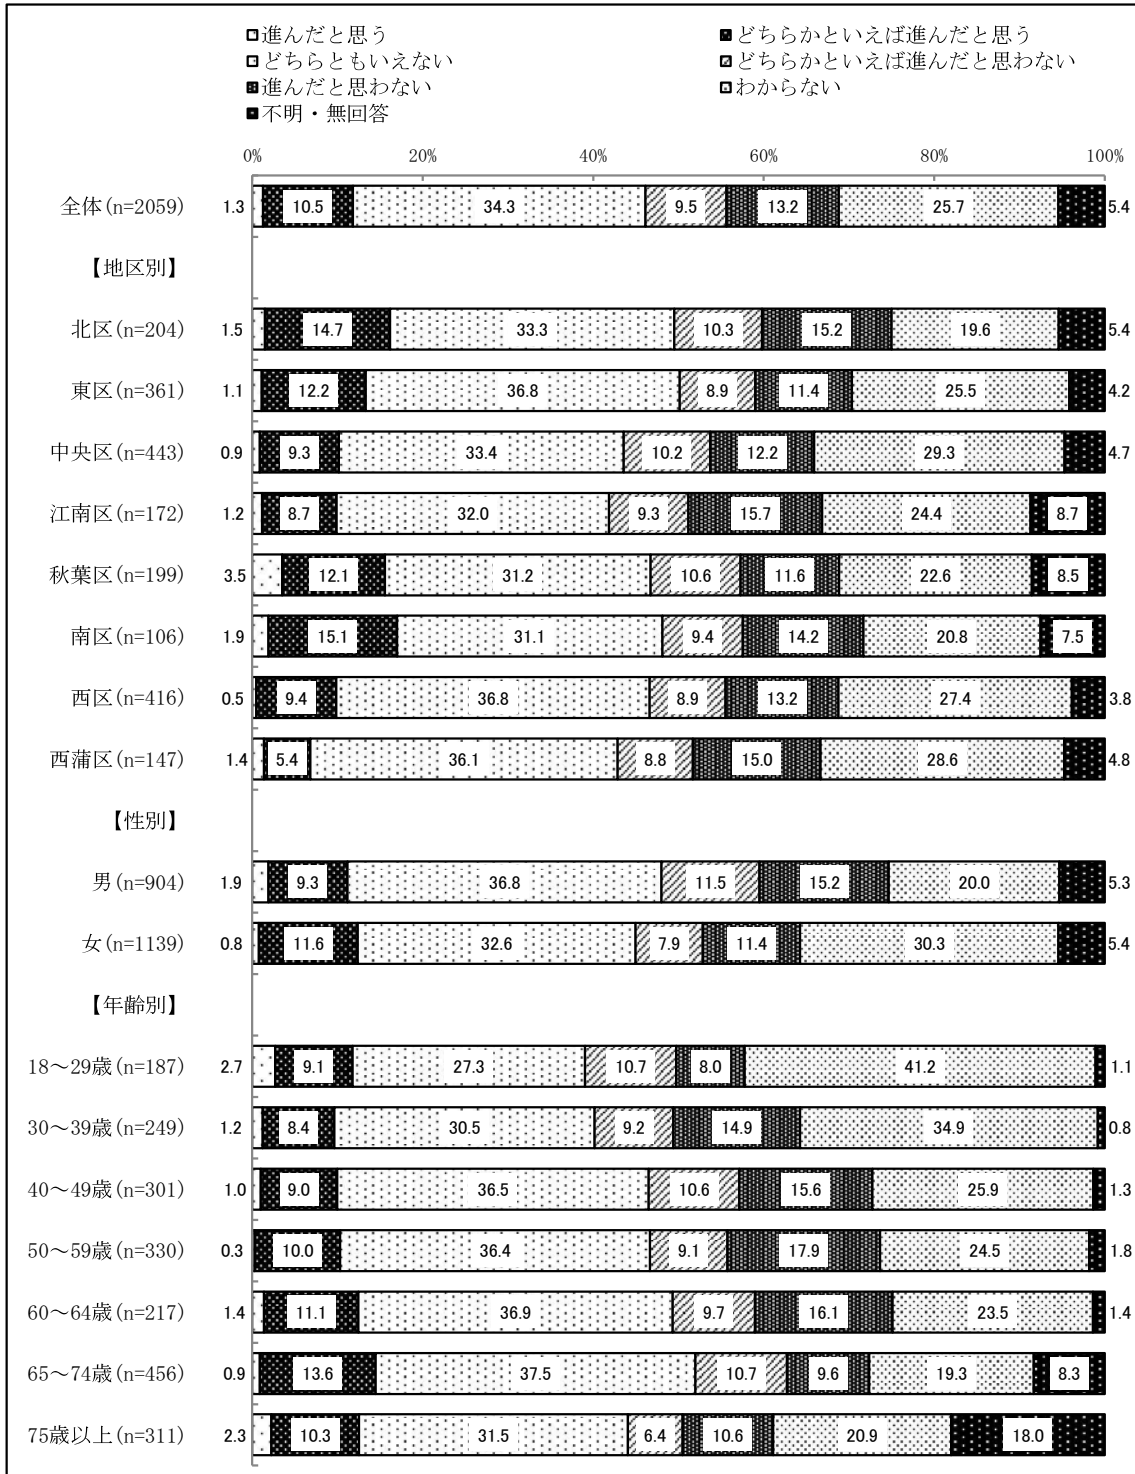 □進んだと思う ■どちらかといえば進んだと思う
□どちらともいえない □どちらかといえば進んだと思わない
■進んだと思わない □わからない
■不明・無回答
0% 20% 40% 60% 80% 100%
全体(n=2059) 1.3 10.5 34.3 9.5 13.2 25.7 5.4
【地区別】
北区(n=204) 1.5 14.7 33.3 10.3 15.2 19.6 5.4
東区(n=361) 1.1 12.2 36.8 8.9 11.4 25.5 4.2
中央区(n=443) 0.9 9.3 33.4 10.2 12.2 29.3 4.7
江南区(n=172) 1.2 8.7 32.0 9.3 15.7 24.4 8.7
秋葉区(n=199) 3.5 12.1 31.2 10.6 11.6 22.6 8.5
南区(n=106) 1.9 15.1 31.1 9.4 14.2 20.8 7.5
西区(n=416) 0.5 9.4 36.8 8.9 13.2 27.4 3.8
西蒲区(n=147) 1.4 5.4 36.1 8.8 15.0 28.6 4.8
【性別】
男(n=904) 1.9 9.3 36.8 11.5 15.2 20.0 5.3
女(n=1139) 0.8 11.6 32.6 7.9 11.4 30.3 5.4
【年齢別】
18～29歳(n=187) 2.7 9.1 27.3 10.7 8.0 41.2 1.1
30～39歳(n=249) 1.2 8.4 30.5 9.2 14.9 34.9 0.8
40～49歳(n=301) 1.0 9.0 36.5 10.6 15.6 25.9 1.3
50～59歳(n=330) 0.3 10.0 36.4 9.1 17.9 24.5 1.8
60～64歳(n=217) 1.4 11.1 36.9 9.7 16.1 23.5 1.4
65～74歳(n=456) 0.9 13.6 37.5 10.7 9.6 19.3 8.3
75歳以上(n=311) 2.3 10.3 31.5 6.4 10.6 20.9 18.0